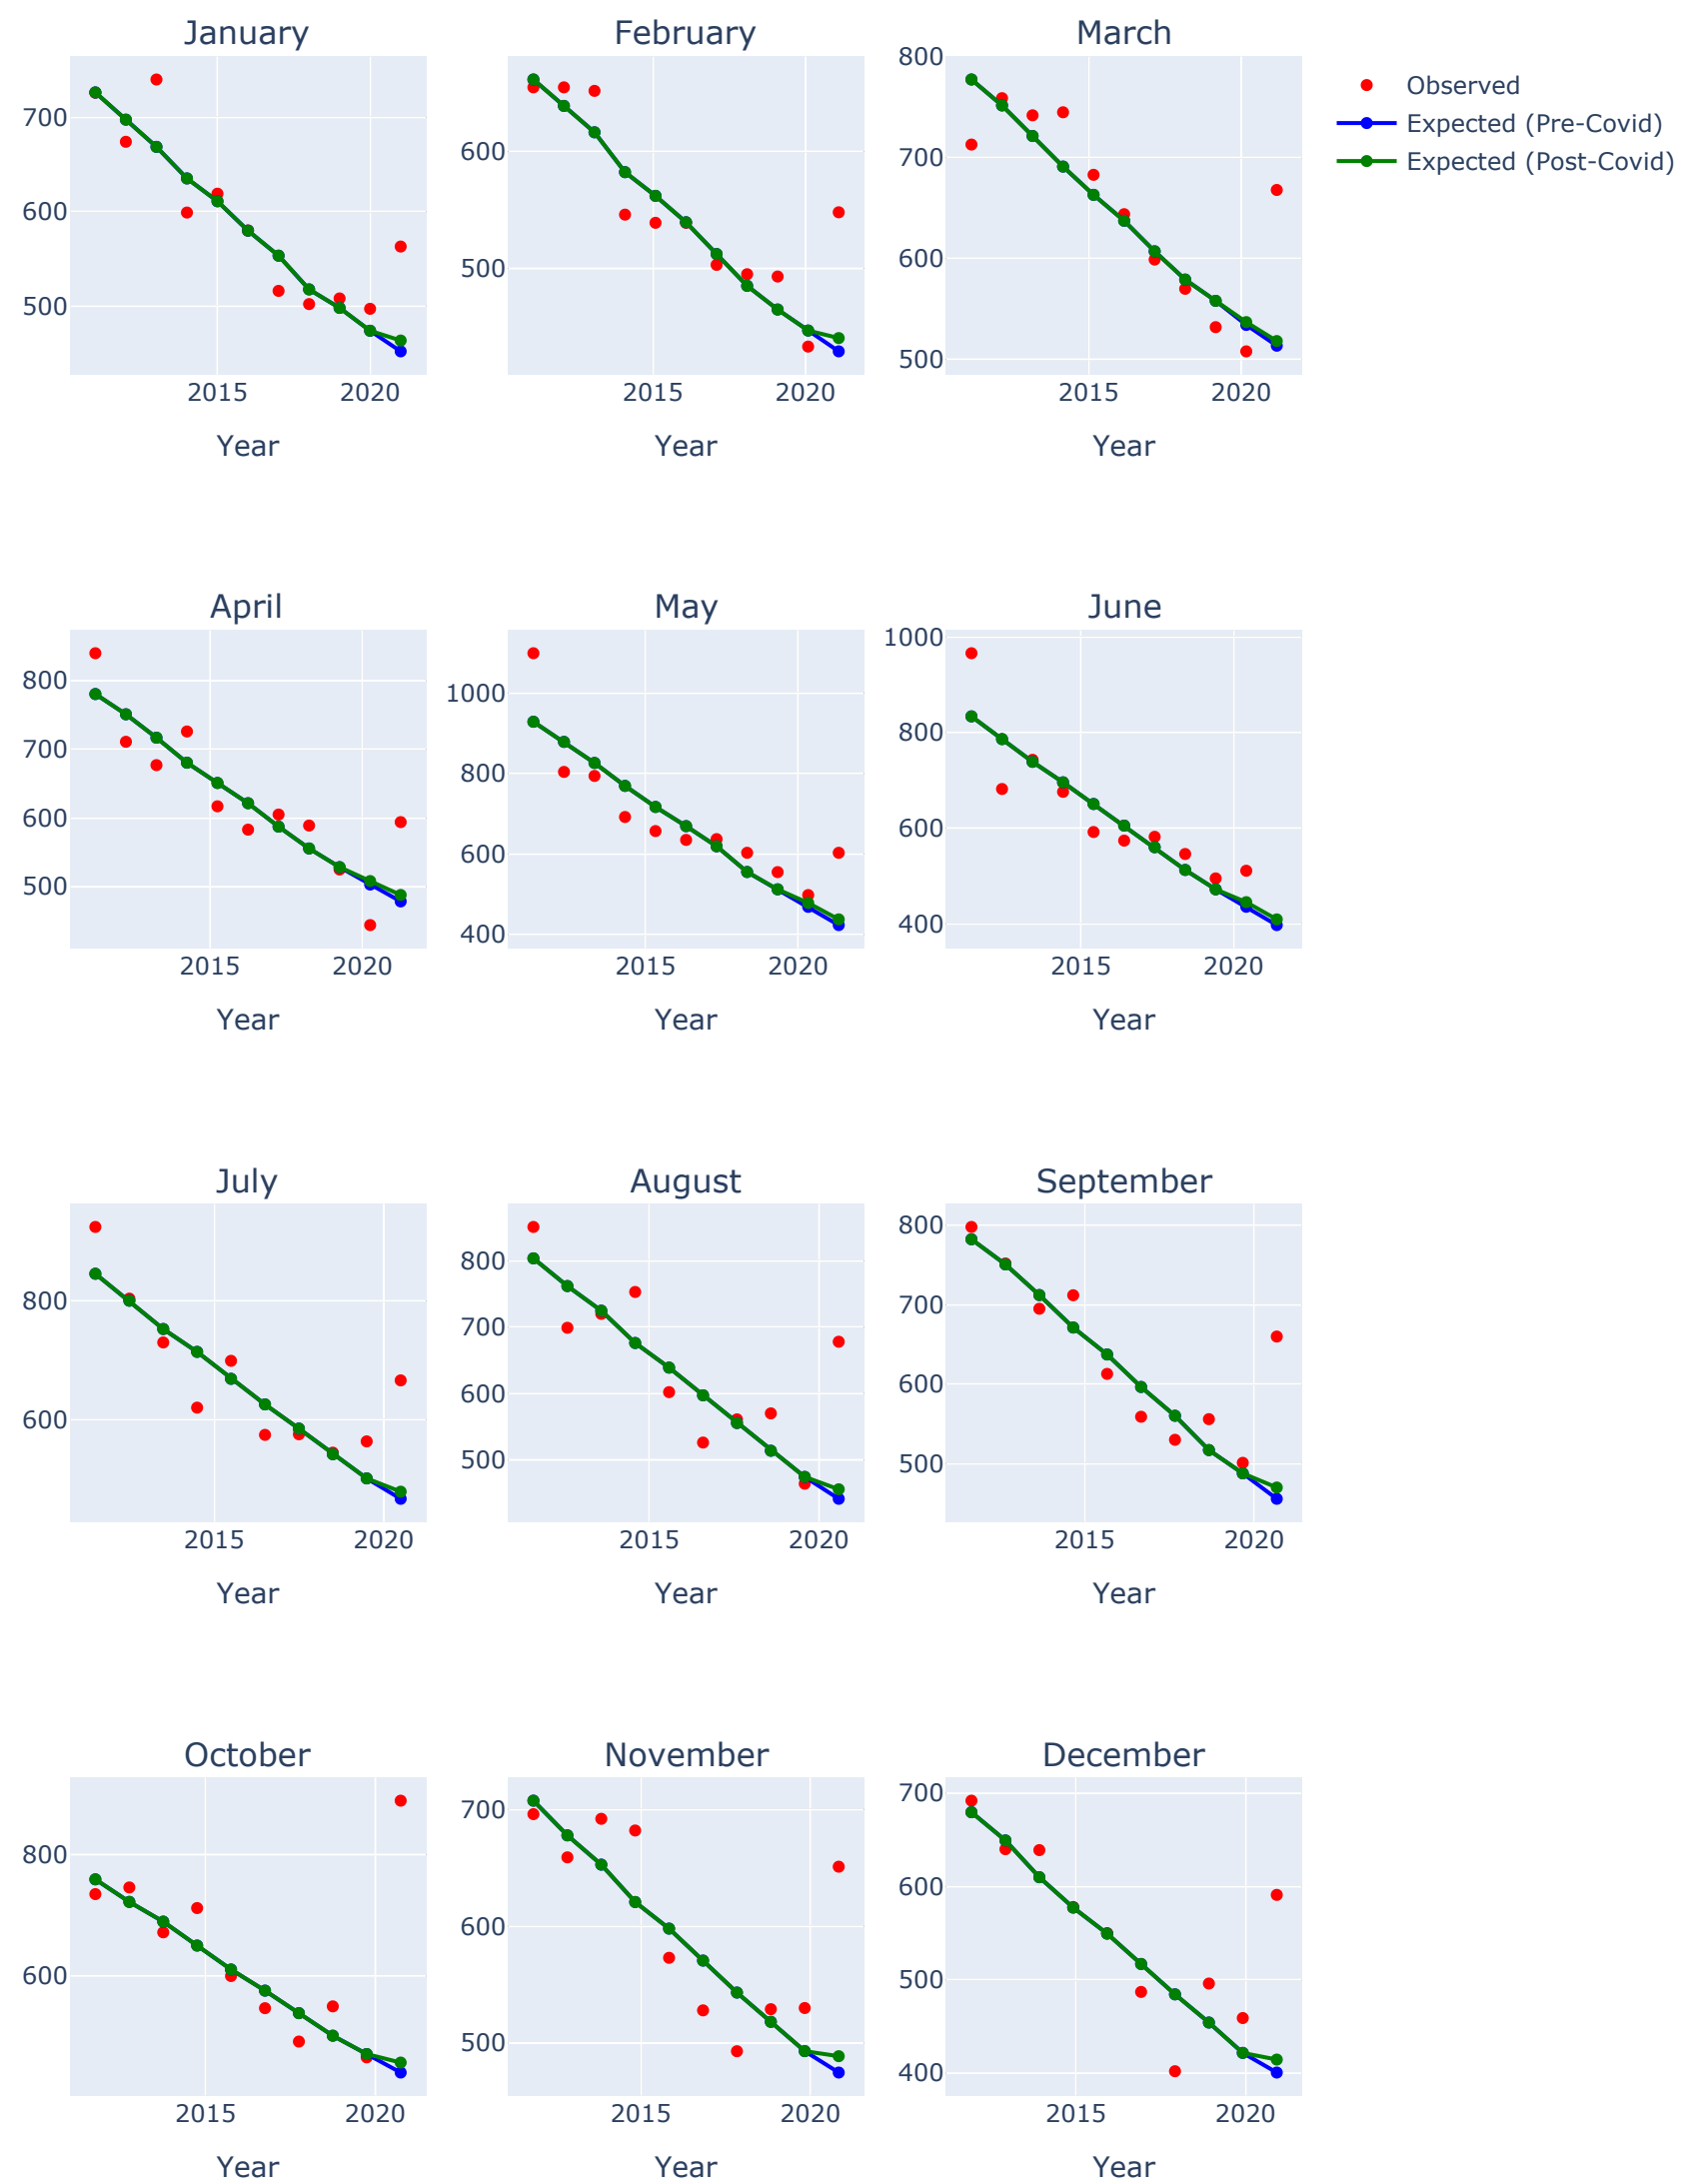 January
February
March
700
600
500
2015
2020
Year
600
500
2015
2020
Year
800
700
600
500
2015
2020
Year
Observed
Expected (Pre-Covid)
Expected (Post-Covid)
April
May
June
800
700
600
500
2015
2020
Year
1000
800
600
400
2015
2020
Year
1000
800
600
400
2015
2020
Year
July
August
September
800
600
2015
2020
Year
800
700
600
500
2015
2020
Year
800
700
600
500
2015
2020
Year
October
November
December
800
600
2015
2020
Year
700
600
500
2015
2020
Year
700
600
500
400
2015
2020
Year